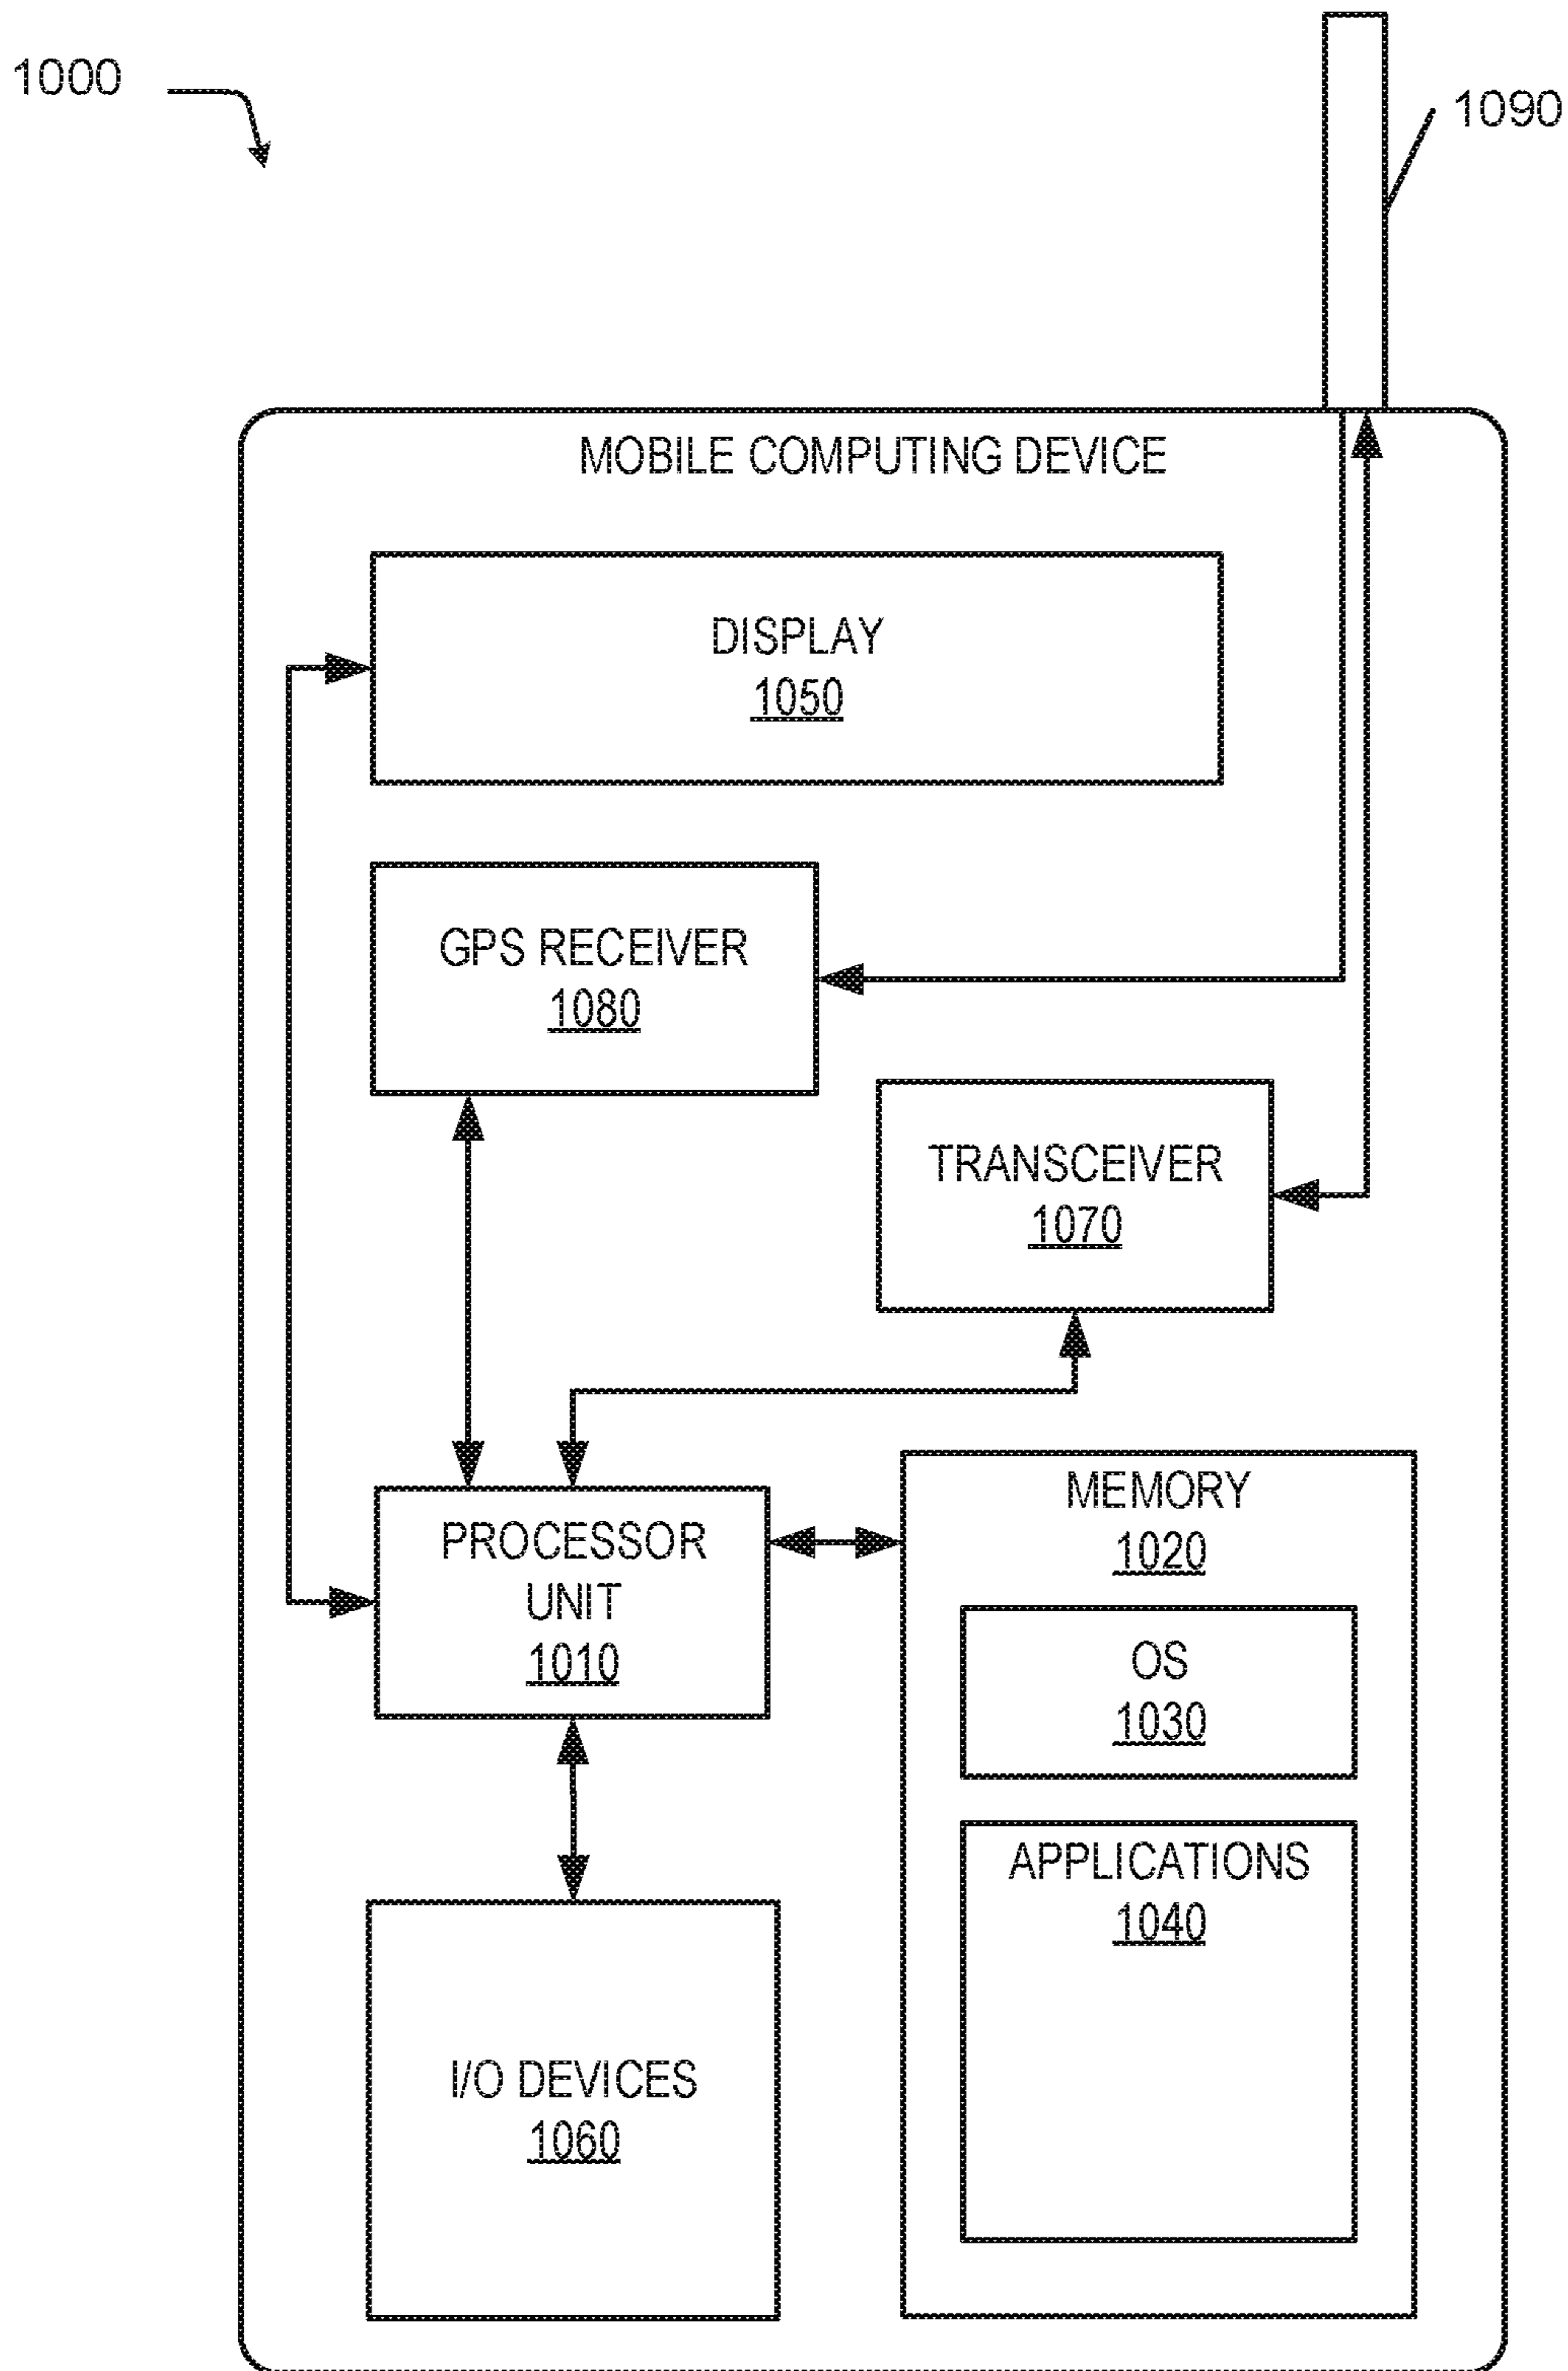 1000
1090
MOBILE COMPUTING DEVICE
DISPLAY
1050
GPS RECEIVER
1080
TRANSCEIVER
1070
PROCESSOR
UNIT
1010
MEMORY
1020
OS
1030
APPLICATIONS
1040
I/O DEVICES
1060